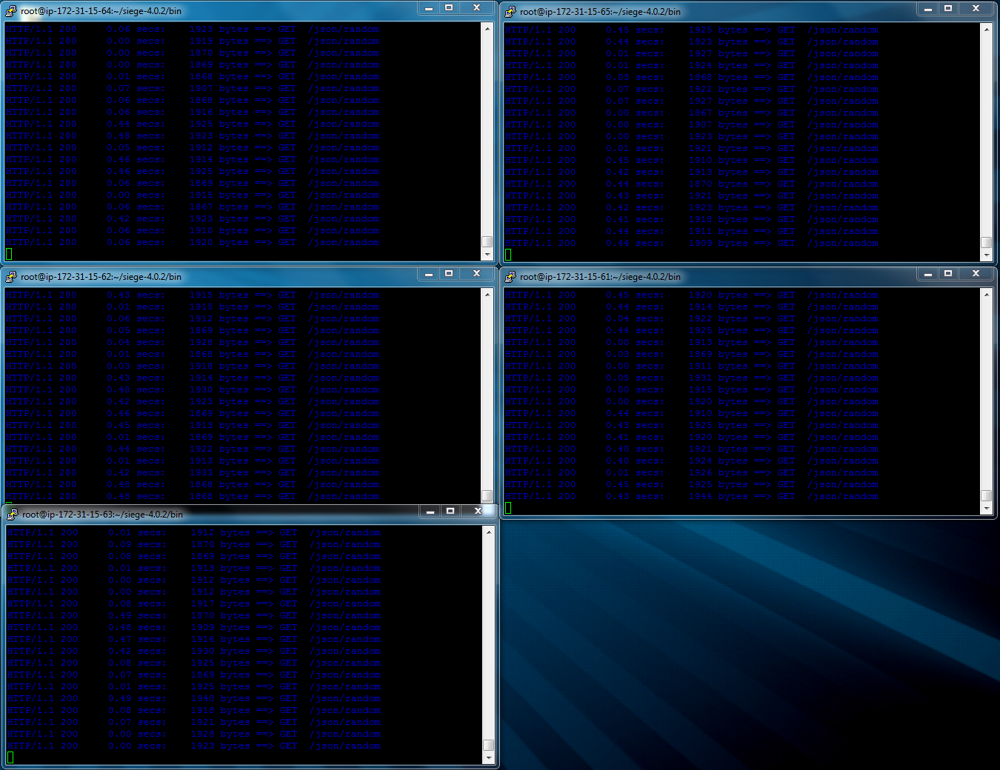 root@ip-172-31-15-64:~/siege-4.0.2/bin
HTTP/1.1 200 0.06 secs: 1923 bytes ==> GET /json/random
HTTP/1.1 200 0.00 secs: 1919 bytes ==> GET /json/random
HTTP/1.1 200 0.00 secs: 1870 bytes ==> GET /json/random
HTTP/1.1 200 0.00 secs: 1869 bytes ==> GET /json/random
HTTP/1.1 200 0.01 secs: 1868 bytes ==> GET /json/random
HTTP/1.1 200 0.07 secs: 1907 bytes ==> GET /json/random
HTTP/1.1 200 0.06 secs: 1868 bytes ==> GET /json/random
HTTP/1.1 200 0.06 secs: 1916 bytes ==> GET /json/random
HTTP/1.1 200 0.44 secs: 1925 bytes ==> GET /json/random
HTTP/1.1 200 0.45 secs: 1923 bytes ==> GET /json/random
HTTP/1.1 200 0.05 secs: 1912 bytes ==> GET /json/random
HTTP/1.1 200 0.46 secs: 1914 bytes ==> GET /json/random
HTTP/1.1 200 0.46 secs: 1925 bytes ==> GET /json/random
HTTP/1.1 200 0.06 secs: 1869 bytes ==> GET /json/random
HTTP/1.1 200 0.00 secs: 1915 bytes ==> GET /json/random
HTTP/1.1 200 0.06 secs: 1867 bytes ==> GET /json/random
HTTP/1.1 200 0.42 secs: 1923 bytes ==> GET /json/random
HTTP/1.1 200 0.06 secs: 1910 bytes ==> GET /json/random
HTTP/1.1 200 0.06 secs: 1920 bytes ==> GET /json/random
root@ip-172-31-15-65:~/siege-4.0.2/bin
HTTP/1.1 200 0.45 secs: 1925 bytes ==> GET /json/random
HTTP/1.1 200 0.44 secs: 1923 bytes ==> GET /json/random
HTTP/1.1 200 0.01 secs: 1927 bytes ==> GET /json/random
HTTP/1.1 200 0.01 secs: 1924 bytes ==> GET /json/random
HTTP/1.1 200 0.08 secs: 1868 bytes ==> GET /json/random
HTTP/1.1 200 0.07 secs: 1922 bytes ==> GET /json/random
HTTP/1.1 200 0.07 secs: 1927 bytes ==> GET /json/random
HTTP/1.1 200 0.00 secs: 1867 bytes ==> GET /json/random
HTTP/1.1 200 0.00 secs: 1907 bytes ==> GET /json/random
HTTP/1.1 200 0.00 secs: 1923 bytes ==> GET /json/random
HTTP/1.1 200 0.01 secs: 1921 bytes ==> GET /json/random
HTTP/1.1 200 0.45 secs: 1910 bytes ==> GET /json/random
HTTP/1.1 200 0.42 secs: 1913 bytes ==> GET /json/random
HTTP/1.1 200 0.44 secs: 1870 bytes ==> GET /json/random
HTTP/1.1 200 0.43 secs: 1921 bytes ==> GET /json/random
HTTP/1.1 200 0.42 secs: 1923 bytes ==> GET /json/random
HTTP/1.1 200 0.41 secs: 1918 bytes ==> GET /json/random
HTTP/1.1 200 0.44 secs: 1911 bytes ==> GET /json/random
HTTP/1.1 200 0.44 secs: 1909 bytes ==> GET /json/random
root@ip-172-31-15-62:~/siege-4.0.2/bin
HTTP/1.1 200 0.43 secs: 1915 bytes ==> GET /json/random
HTTP/1.1 200 0.01 secs: 1915 bytes ==> GET /json/random
HTTP/1.1 200 0.06 secs: 1912 bytes ==> GET /json/random
HTTP/1.1 200 0.05 secs: 1869 bytes ==> GET /json/random
HTTP/1.1 200 0.04 secs: 1928 bytes ==> GET /json/random
HTTP/1.1 200 0.01 secs: 1868 bytes ==> GET /json/random
HTTP/1.1 200 0.03 secs: 1918 bytes ==> GET /json/random
HTTP/1.1 200 0.43 secs: 1914 bytes ==> GET /json/random
HTTP/1.1 200 0.45 secs: 1930 bytes ==> GET /json/random
HTTP/1.1 200 0.42 secs: 1923 bytes ==> GET /json/random
HTTP/1.1 200 0.46 secs: 1869 bytes ==> GET /json/random
HTTP/1.1 200 0.45 secs: 1913 bytes ==> GET /json/random
HTTP/1.1 200 0.01 secs: 1869 bytes ==> GET /json/random
HTTP/1.1 200 0.44 secs: 1922 bytes ==> GET /json/random
HTTP/1.1 200 0.01 secs: 1913 bytes ==> GET /json/random
HTTP/1.1 200 0.42 secs: 1933 bytes ==> GET /json/random
HTTP/1.1 200 0.45 secs: 1868 bytes ==> GET /json/random
HTTP/1.1 200 0.45 secs: 1868 bytes ==> GET /json/random
root@ip-172-31-15-61:~/siege-4.0.2/bin
HTTP/1.1 200 0.45 secs: 1920 bytes ==> GET /json/random
HTTP/1.1 200 0.44 secs: 1914 bytes ==> GET /json/random
HTTP/1.1 200 0.04 secs: 1922 bytes ==> GET /json/random
HTTP/1.1 200 0.44 secs: 1925 bytes ==> GET /json/random
HTTP/1.1 200 0.00 secs: 1913 bytes ==> GET /json/random
HTTP/1.1 200 0.03 secs: 1869 bytes ==> GET /json/random
HTTP/1.1 200 0.00 secs: 1911 bytes ==> GET /json/random
HTTP/1.1 200 0.05 secs: 1931 bytes ==> GET /json/random
HTTP/1.1 200 0.00 secs: 1915 bytes ==> GET /json/random
HTTP/1.1 200 0.00 secs: 1920 bytes ==> GET /json/random
HTTP/1.1 200 0.44 secs: 1910 bytes ==> GET /json/random
HTTP/1.1 200 0.43 secs: 1925 bytes ==> GET /json/random
HTTP/1.1 200 0.41 secs: 1920 bytes ==> GET /json/random
HTTP/1.1 200 0.40 secs: 1921 bytes ==> GET /json/random
HTTP/1.1 200 0.40 secs: 1924 bytes ==> GET /json/random
HTTP/1.1 200 0.01 secs: 1926 bytes ==> GET /json/random
HTTP/1.1 200 0.45 secs: 1925 bytes ==> GET /json/random
HTTP/1.1 200 0.43 secs: 1944 bytes ==> GET /json/random
root@ip-172-31-15-63:~/siege-4.0.2/bin
HTTP/1.1 200 0.01 secs: 1912 bytes ==> GET /json/random
HTTP/1.1 200 0.09 secs: 1870 bytes ==> GET /json/random
HTTP/1.1 200 0.08 secs: 1869 bytes ==> GET /json/random
HTTP/1.1 200 0.01 secs: 1913 bytes ==> GET /json/random
HTTP/1.1 200 0.00 secs: 1912 bytes ==> GET /json/random
HTTP/1.1 200 0.00 secs: 1912 bytes ==> GET /json/random
HTTP/1.1 200 0.08 secs: 1917 bytes ==> GET /json/random
HTTP/1.1 200 0.49 secs: 1870 bytes ==> GET /json/random
HTTP/1.1 200 0.48 secs: 1909 bytes ==> GET /json/random
HTTP/1.1 200 0.47 secs: 1916 bytes ==> GET /json/random
HTTP/1.1 200 0.42 secs: 1930 bytes ==> GET /json/random
HTTP/1.1 200 0.08 secs: 1925 bytes ==> GET /json/random
HTTP/1.1 200 0.07 secs: 1869 bytes ==> GET /json/random
HTTP/1.1 200 0.01 secs: 1925 bytes ==> GET /json/random
HTTP/1.1 200 0.49 secs: 1940 bytes ==> GET /json/random
HTTP/1.1 200 0.08 secs: 1918 bytes ==> GET /json/random
HTTP/1.1 200 0.07 secs: 1921 bytes ==> GET /json/random
HTTP/1.1 200 0.00 secs: 1928 bytes ==> GET /json/random
HTTP/1.1 200 0.00 secs: 1923 bytes ==> GET /json/random